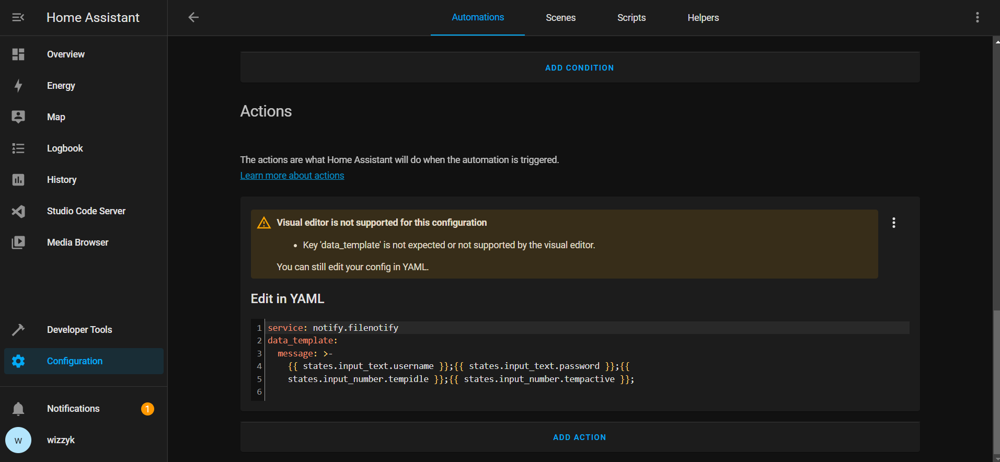 Home Assistant
Overview
Energy
Map
Logbook
History
Studio Code Server
Media Browser
Developer Tools
Configuration
Notifications
1
w
wizzyk
Automations
Scenes
Scripts
Helpers
ADD CONDITION
Actions
The actions are what Home Assistant will do when the automation is triggered.
Learn more about actions
Visual editor is not supported for this configuration
• Key 'data_template' is not expected or not supported by the visual editor.
You can still edit your config in YAML.
Edit in YAML
1 service: notify.filenotify
2 data_template:
3   message: >-
4     {{ states.input_text.username }};{{ states.input_text.password }};{{
5     states.input_number.tempidle }};{{ states.input_number.tempactive }};
6
ADD ACTION